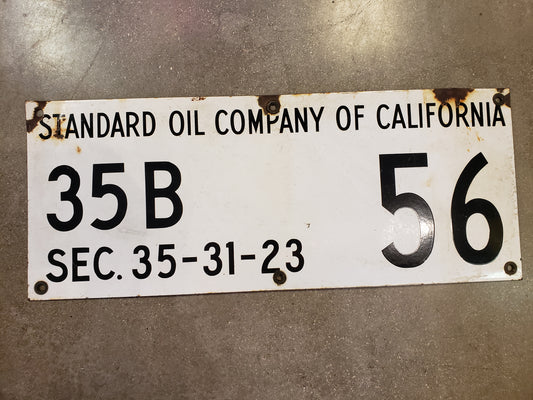 STANDARD OIL COMPANY OF CALIFORNIA
35B 56
SEC. 35-31-23